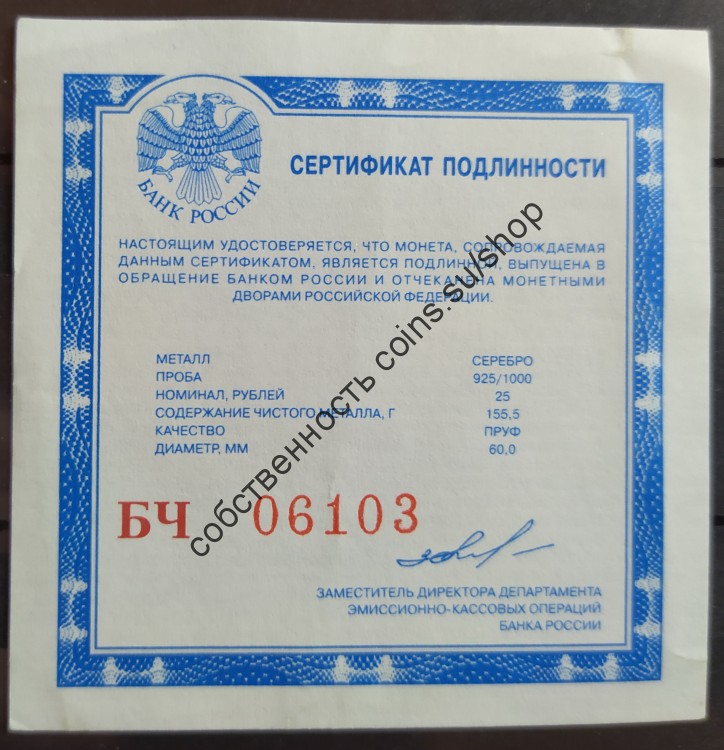 БАНК РОССИИ
СЕРТИФИКАТ ПОДЛИННОСТИ
НАСТОЯЩИМ УДОСТОВЕРЯЕТСЯ, ЧТО МОНЕТА, СОПРОВОЖДАЕМАЯ
ДАННЫМ СЕРТИФИКАТОМ, ЯВЛЯЕТСЯ ПОДЛИННОЙ, ВЫПУЩЕНА В
ОБРАЩЕНИЕ БАНКОМ РОССИИ И ОТЧЕКАНЕНА МОНЕТНЫМИ
ДВОРАМИ РОССИЙСКОЙ ФЕДЕРАЦИИ.
МЕТАЛЛ СЕРЕБРО
ПРОБА 925/1000
НОМИНАЛ, РУБЛЕЙ 25
СОДЕРЖАНИЕ ЧИСТОГО МЕТАЛЛА, Г 155,5
КАЧЕСТВО ПРУФ
ДИАМЕТР, ММ 60,0
БЧ 06103
ЗАМЕСТИТЕЛЬ ДИРЕКТОРА ДЕПАРТАМЕНТА
ЭМИССИОННО-КАССОВЫХ ОПЕРАЦИЙ
БАНКА РОССИИ
собственность coins.su/shop